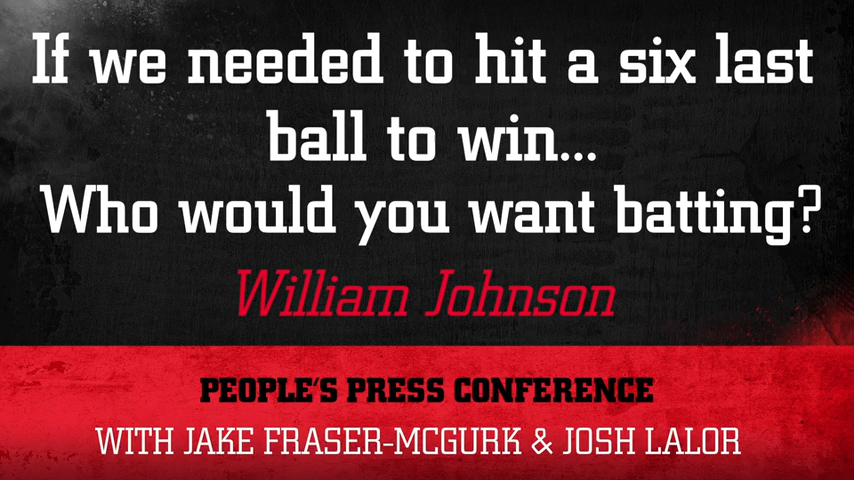 If we needed to hit a six last
ball to win...
Who would you want batting?
William Johnson
PEOPLE'S PRESS CONFERENCE
WITH JAKE FRASER-MCGURK & JOSH LALOR